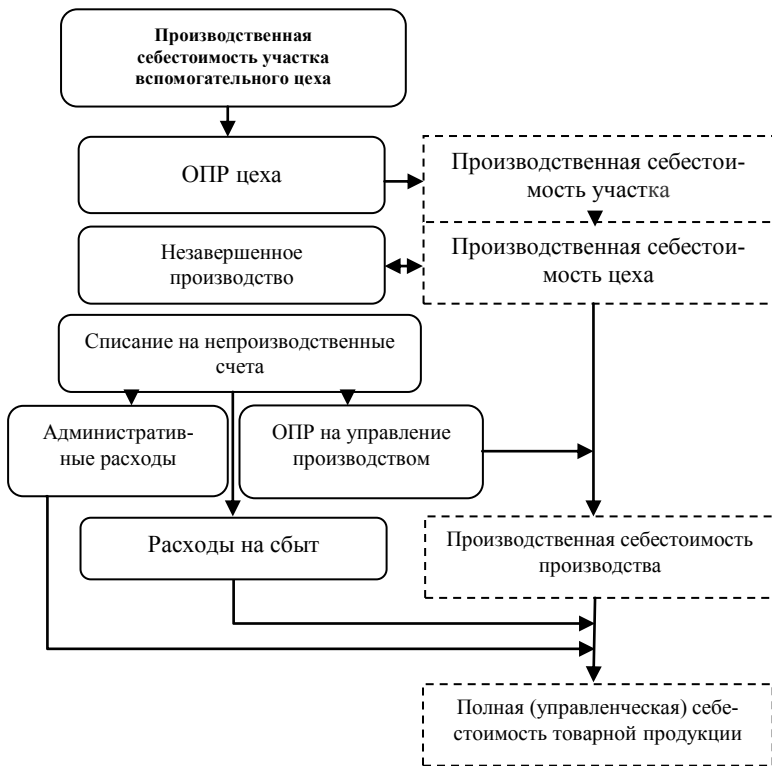 Производственная
себестоимость участка
вспомогательного цеха
ОПР цеха
Производственная себестои-
мость участка
Незавершенное
производство
Производственная себестои-
мость цеха
Списание на непроизводственные
счета
Административ-
ные расходы
ОПР на управление
производством
Расходы на сбыт
Производственная себестоимость
производства
Полная (управленческая) себе-
стоимость товарной продукции